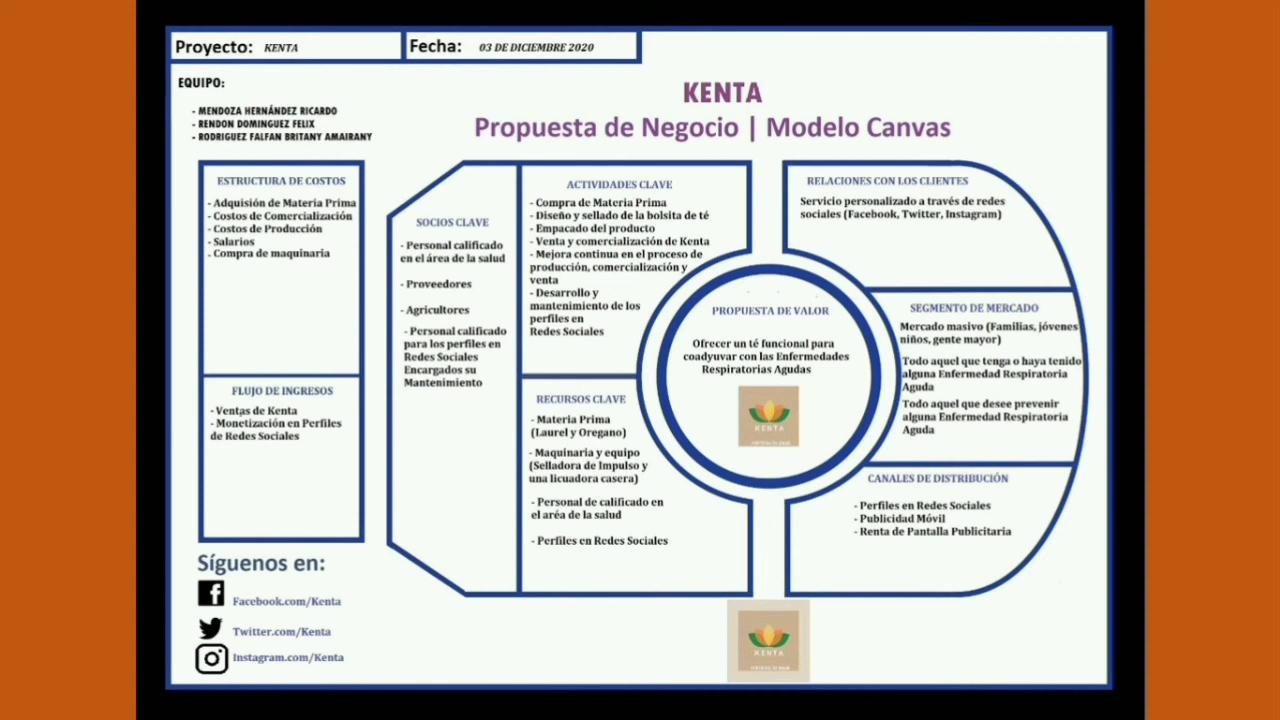 Proyecto: KENTA
Fecha: 03 DE DICIEMBRE 2020
EQUIPO:
- MENDOZA HERNÁNDEZ RICARDO
- RENDON DOMINGUEZ FELIX
- RODRIGUEZ FALFAN BRITANY AMAIRANY
KENTA
Propuesta de Negocio | Modelo Canvas
ESTRUCTURA DE COSTOS
- Adquisión de Materia Prima
- Costos de Comercialización
- Costos de Producción
- Salarios
. Compra de maquinaria
FLUJO DE INGRESOS
- Ventas de Kenta
- Monetización en Perfiles
de Redes Sociales
SOCIOS CLAVE
- Personal calificado
en el área de la salud
- Proveedores
- Agricultores
- Personal calificado
para los perfiles en
Redes Sociales
Encargados su
Mantenimiento
ACTIVIDADES CLAVE
- Compra de Materia Prima
- Diseño y sellado de la bolsita de té
- Empacado del producto
- Venta y comercialización de Kenta
- Mejora continua en el proceso de
producción, comercialización y
venta
- Desarrollo y
mantenimiento de los
perfiles en
Redes Sociales
RECURSOS CLAVE
- Materia Prima
(Laurel y Oregano)
- Maquinaria y equipo
(Selladora de Impulso y
una licuadora casera)
- Personal de calificado en
el aréa de la salud
- Perfiles en Redes Sociales
PROPUESTA DE VALOR
Ofrecer un té funcional para
coadyuvar con las Enfermedades
Respiratorias Agudas
KENTA
RELACIONES CON LOS CLIENTES
Servicio personalizado a través de redes
sociales (Facebook, Twitter, Instagram)
SEGMENTO DE MERCADO
Mercado masivo (Familias, jóvenes
niños, gente mayor)
Todo aquel que tenga o haya tenido
alguna Enfermedad Respiratoria
Aguda
Todo aquel que desee prevenir
alguna Enfermedad Respiratoria
Aguda
CANALES DE DISTRIBUCIÓN
- Perfiles en Redes Sociales
- Publicidad Móvil
- Renta de Pantalla Publicitaria
Síguenos en:
Facebook.com/Kenta
Twitter.com/Kenta
Instagram.com/Kenta
KENTA